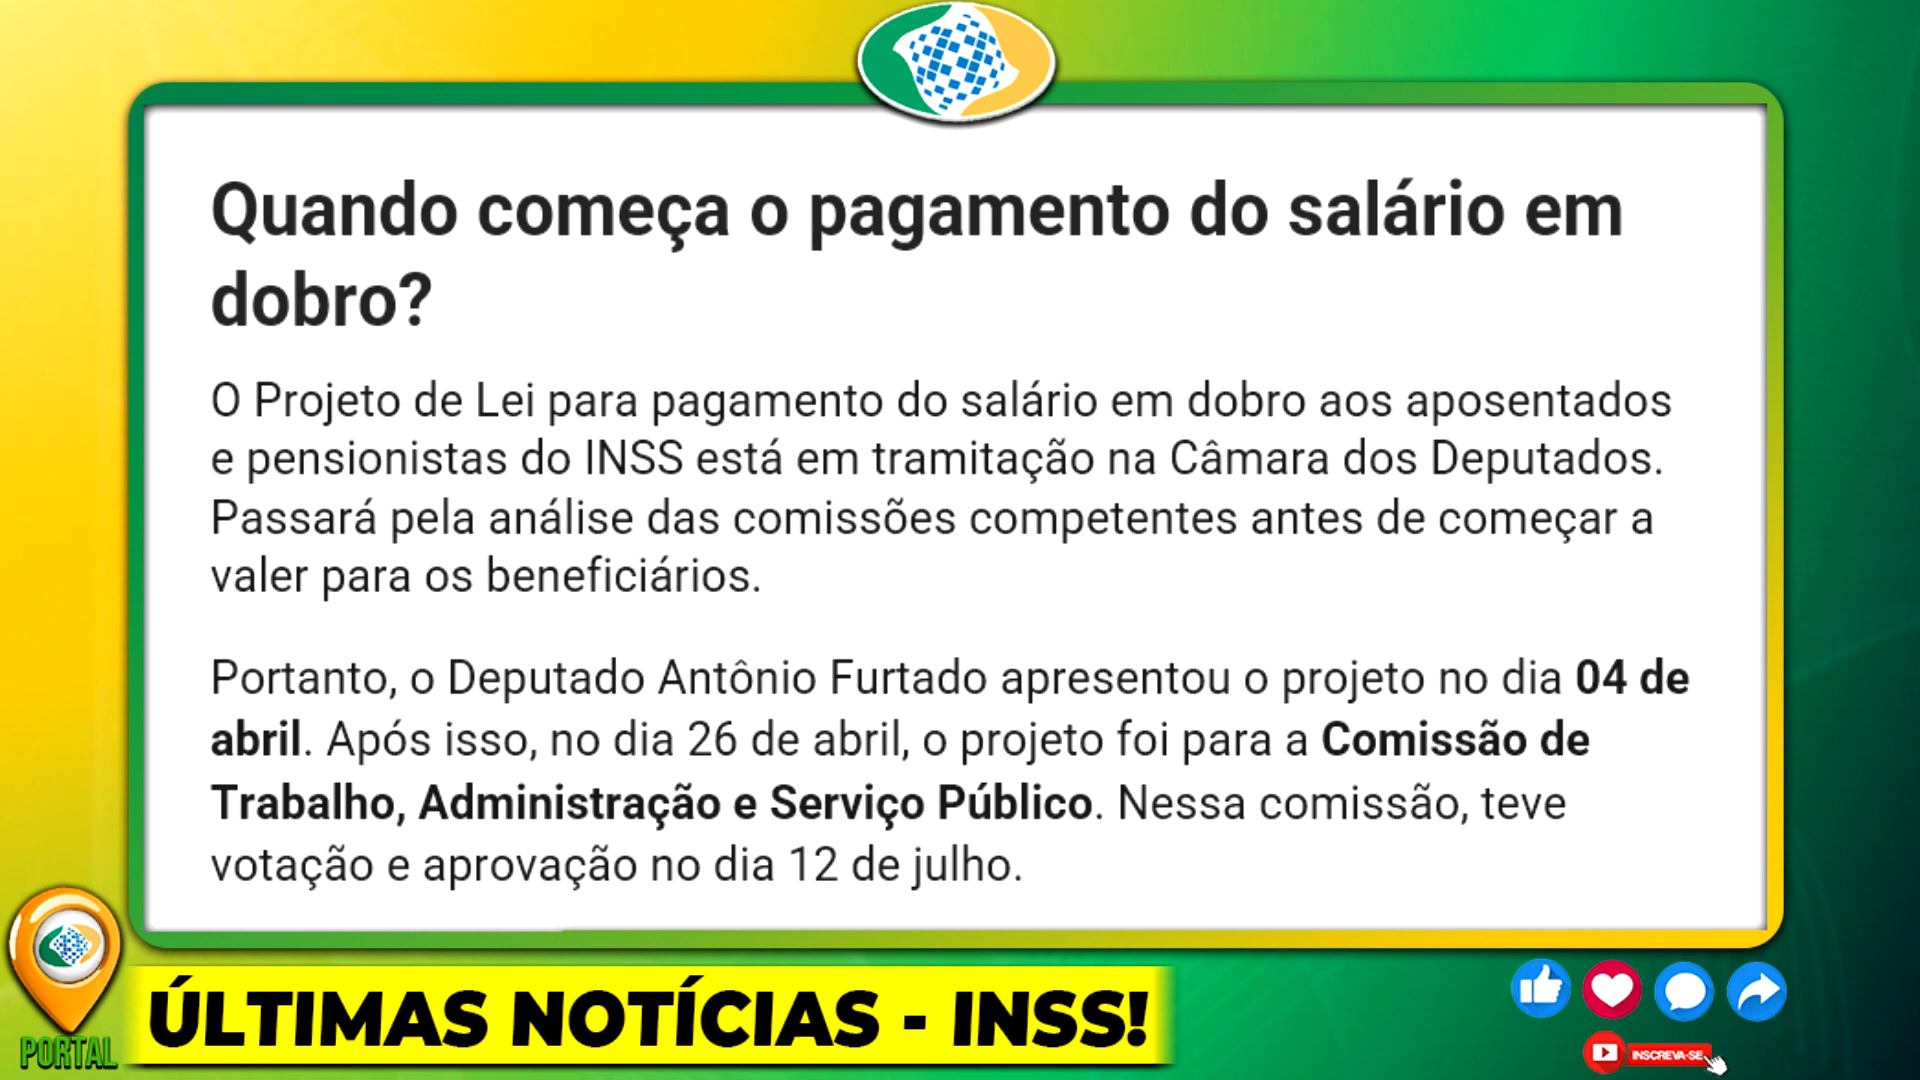 Quando começa o pagamento do salário em
dobro?
O Projeto de Lei para pagamento do salário em dobro aos aposentados
e pensionistas do INSS está em tramitação na Câmara dos Deputados.
Passará pela análise das comissões competentes antes de começar a
valer para os beneficiários.
Portanto, o Deputado Antônio Furtado apresentou o projeto no dia 04 de
abril. Após isso, no dia 26 de abril, o projeto foi para a Comissão de
Trabalho, Administração e Serviço Público. Nessa comissão, teve
votação e aprovação no dia 12 de julho.
PORTAL
ÚLTIMAS NOTÍCIAS - INSS!
INSCREVA-SE